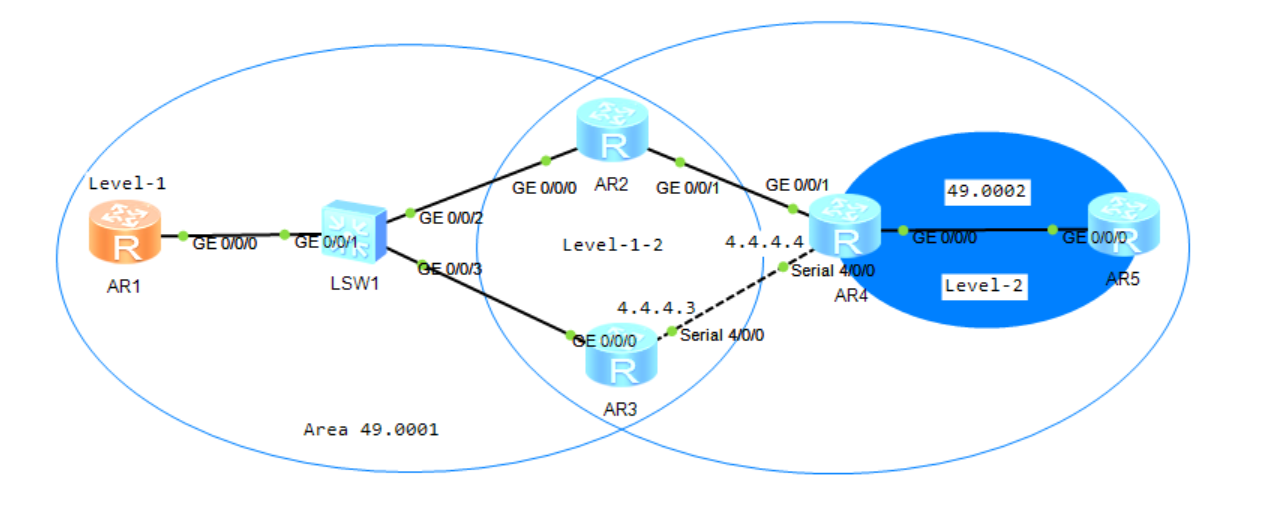 Level-1
R
AR1
GE 0/0/0
GE 0/0/1
LSW1
GE 0/0/2
GE 0/0/3
R
AR2
GE 0/0/0
GE 0/0/1
Level-1-2
4.4.4.3
GE 0/0/0
Serial 4/0/0
R
AR3
Area 49.0001
GE 0/0/1
4.4.4.4
Serial 4/0/0
R
AR4
49.0002
GE 0/0/0
GE 0/0/0
Level-2
R
AR5